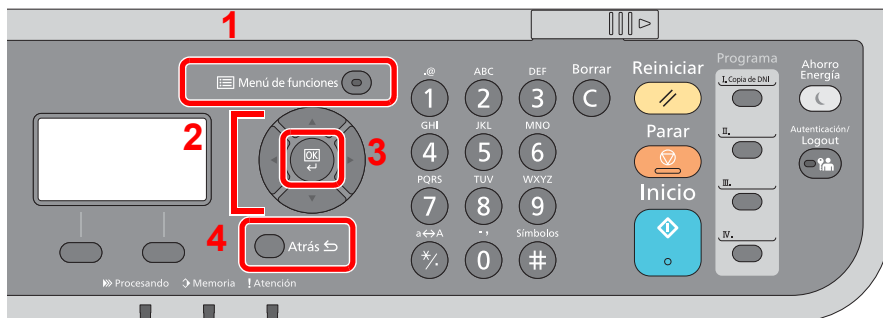 1
Menú de funciones
2
OK
3
4
Atrás
Procesando
Memoria
! Atención
.@
ABC
DEF
Borrar
1
2
3
C
GHI
JKL
MNO
4
5
6
PQRS
TUV
WXYZ
7
8
9
a⇔A
Símbolos
*/.
0
#
Reiniciar
Parar
Inicio
Programa
I. Copia de DNI
II.
III.
IV.
Ahorro
Energía
Autenticación/
Logout